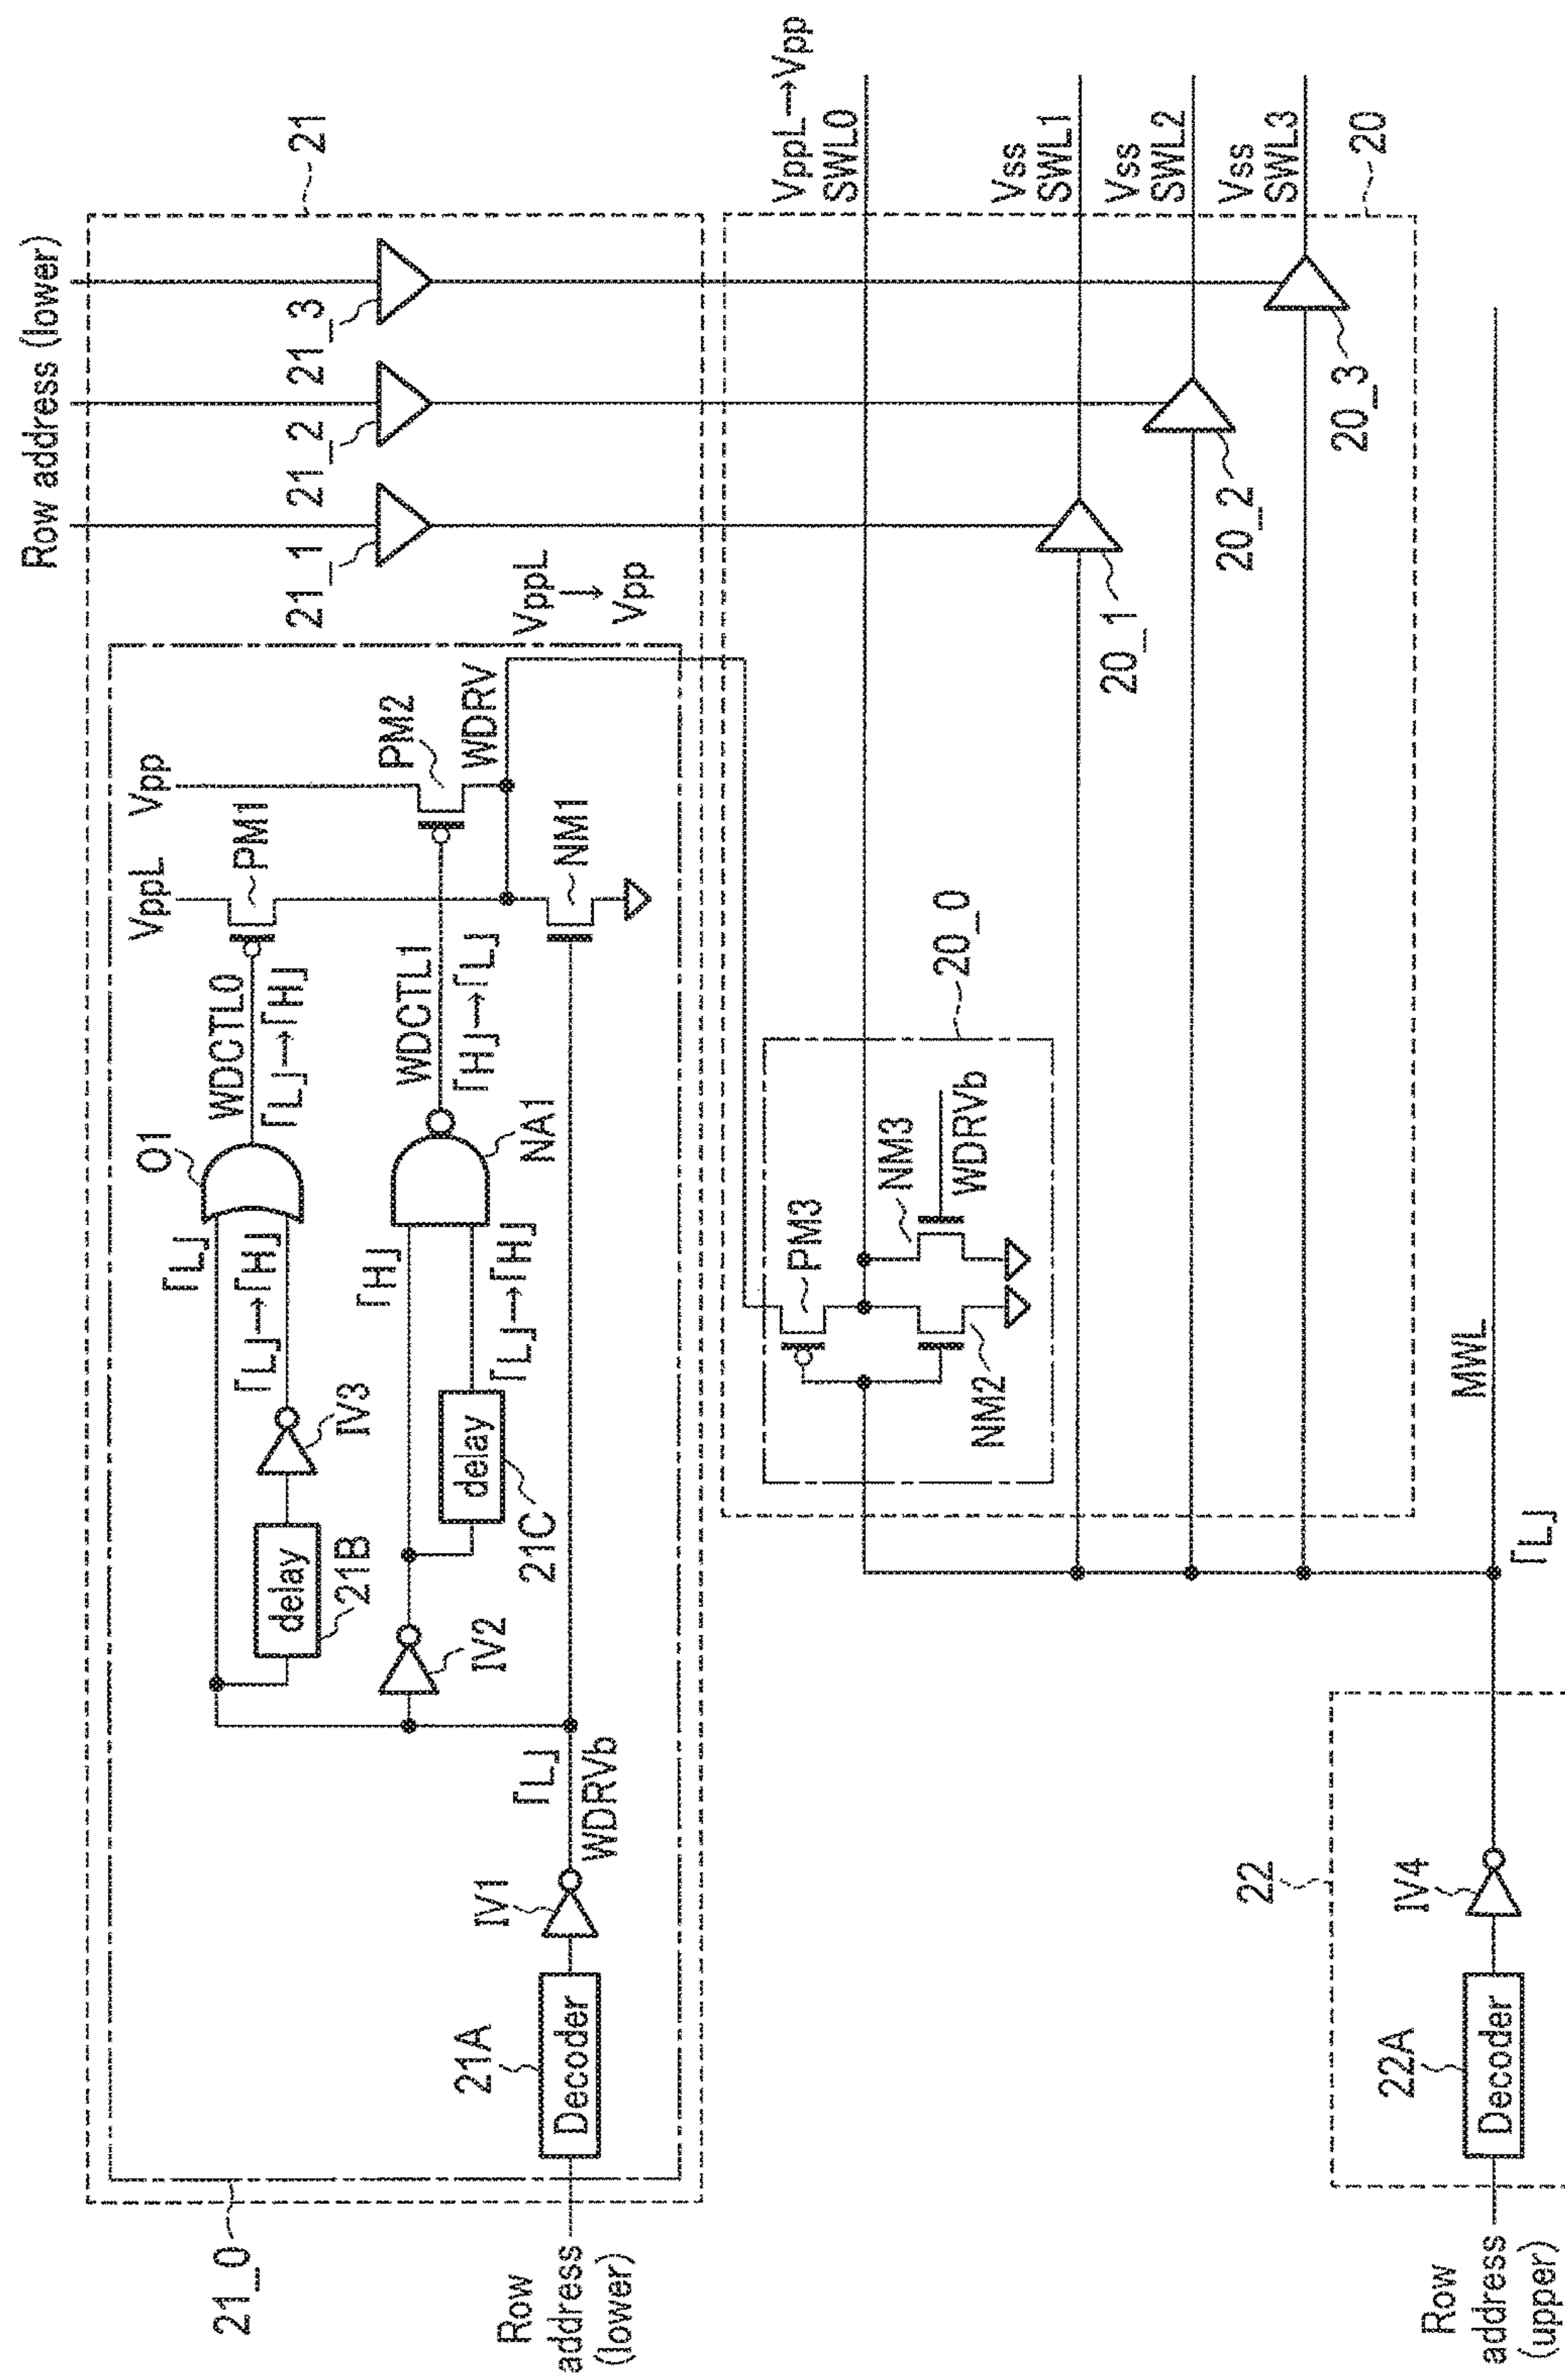 Row address (lower)
21
21_1
21_2
21_3
21_0
VppL
Vpp
PM1
PM2
WDCTL0
「L」→「H」
O1
「L」
「L」→「H」
IV3
delay
21B
WDCTL1
「H」→「L」
NA1
「H」
「L」→「H」
delay
21C
IV2
WDRV
VppL
→
Vpp
NM1
「L」
WDRVb
IV1
21A
Decoder
Row
address
(lower)
VppL→Vpp
SWL0
Vss
SWL1
Vss
SWL2
Vss
SWL3
20
20_0
PM3
NM3
WDRVb
NM2
20_1
20_2
20_3
MWL
「L」
22
IV4
22A
Decoder
Row
address
(upper)